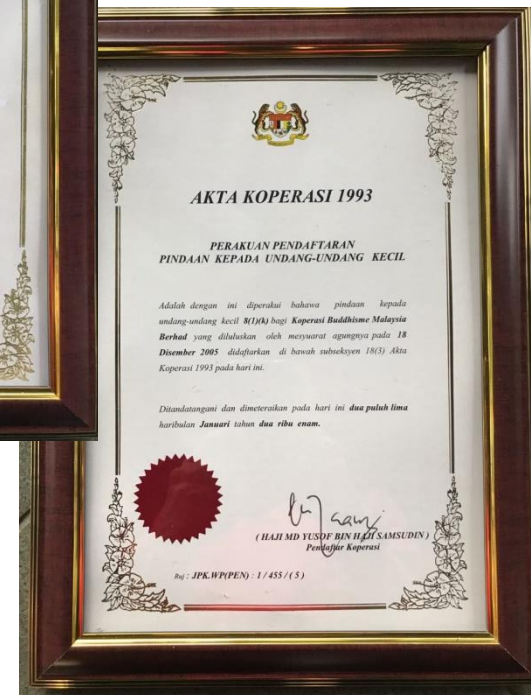 AKTA KOPERASI 1993
PERAKUAN PENDAFTARAN
PINDAAN KEPADA UNDANG-UNDANG KECIL
Adalah dengan ini diperakui bahawa pindaan kepada
undang-undang kecil 8(1)(k) bagi Koperasi Buddhisme Malaysia
Berhad yang diluluskan oleh mesyuarat agungnya pada 18
Disember 2005 didaftarkan di bawah subseksyen 18(3) Akta
Koperasi 1993 pada hari ini.
Ditandatangani dan dimeteraikan pada hari ini dua puluh lima
haribulan Januari tahun dua ribu enam.
( HAJI MD YUSOF BIN HAJI SAMSUDIN )
Pendaftar Koperasi
Ruj : JPK.WP(PEN) : 1 / 455 / ( 5 )